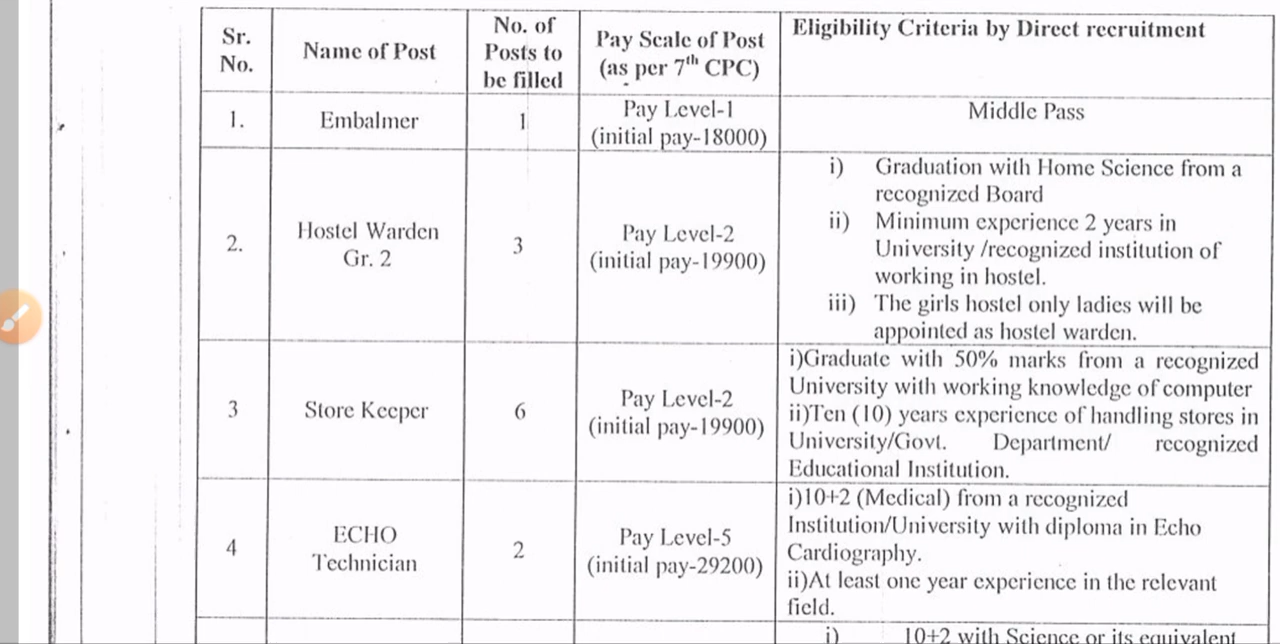 Sr. No.
Name of Post
No. of Posts to be filled
Pay Scale of Post (as per 7th CPC)
Eligibility Criteria by Direct recruitment
1.
Embalmer
1
Pay Level-1
(initial pay-18000)
Middle Pass
2.
Hostel Warden
Gr. 2
3
Pay Level-2
(initial pay-19900)
i) Graduation with Home Science from a
recognized Board
ii) Minimum experience 2 years in
University /recognized institution of
working in hostel.
iii) The girls hostel only ladies will be
appointed as hostel warden.
3
Store Keeper
6
Pay Level-2
(initial pay-19900)
i)Graduate with 50% marks from a recognized
University with working knowledge of computer
ii)Ten (10) years experience of handling stores in
University/Govt. Department/ recognized
Educational Institution.
4
ECHO
Technician
2
Pay Level-5
(initial pay-29200)
i)10+2 (Medical) from a recognized
Institution/University with diploma in Echo
Cardiography.
ii)At least one year experience in the relevant
field.
i) 10+2 with Science or its equivalent